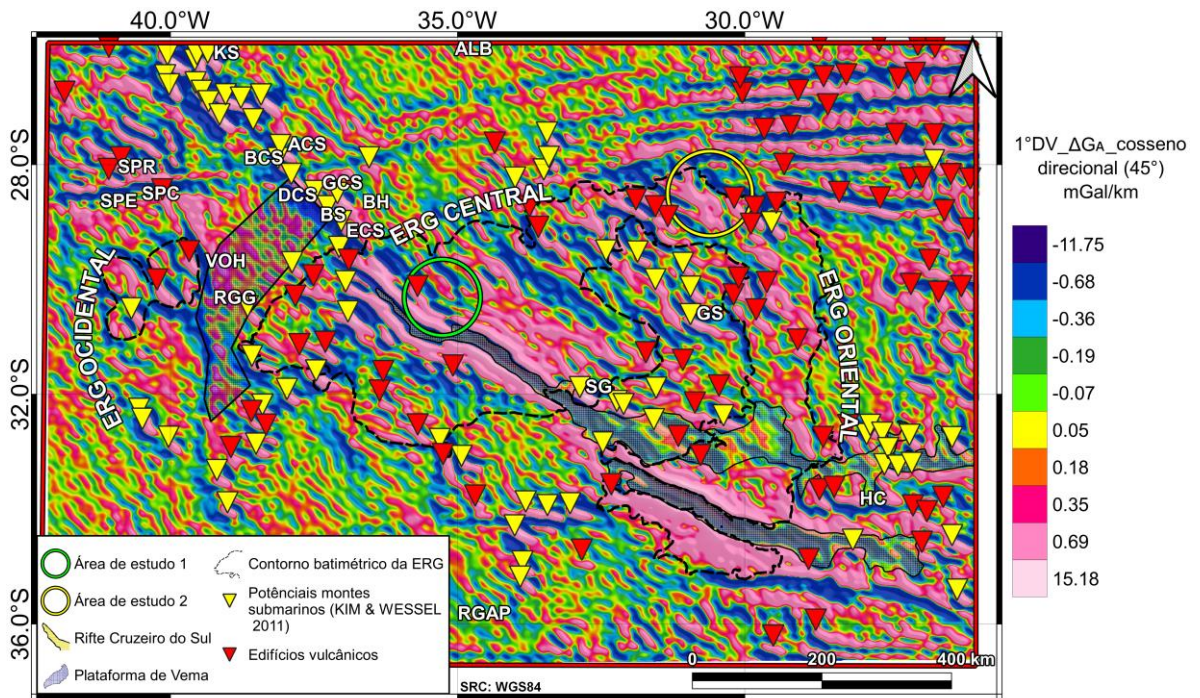 40.0°W 35.0°W 30.0°W
28.0°S
32.0°S
36.0°S
KS
ALB
ACS
BCS
SPR
SPC
SPE
GCS
DCS
BH
BS
ECS
ERG CENTRAL
VOH
RGG
ERG OCIDENTAL
GS
ERG ORIENTAL
SG
HC
RGAP
1°DV_ΔGA_cosseno
direcional (45°)
mGal/km
-11.75
-0.68
-0.36
-0.19
-0.07
0.05
0.18
0.35
0.69
15.18
Área de estudo 1
Área de estudo 2
Rifte Cruzeiro do Sul
Plataforma de Vema
Contorno batimétrico da ERG
Potênciais montes
submarinos (KIM & WESSEL
2011)
Edifícios vulcânicos
SRC: WGS84
0 200 400 km